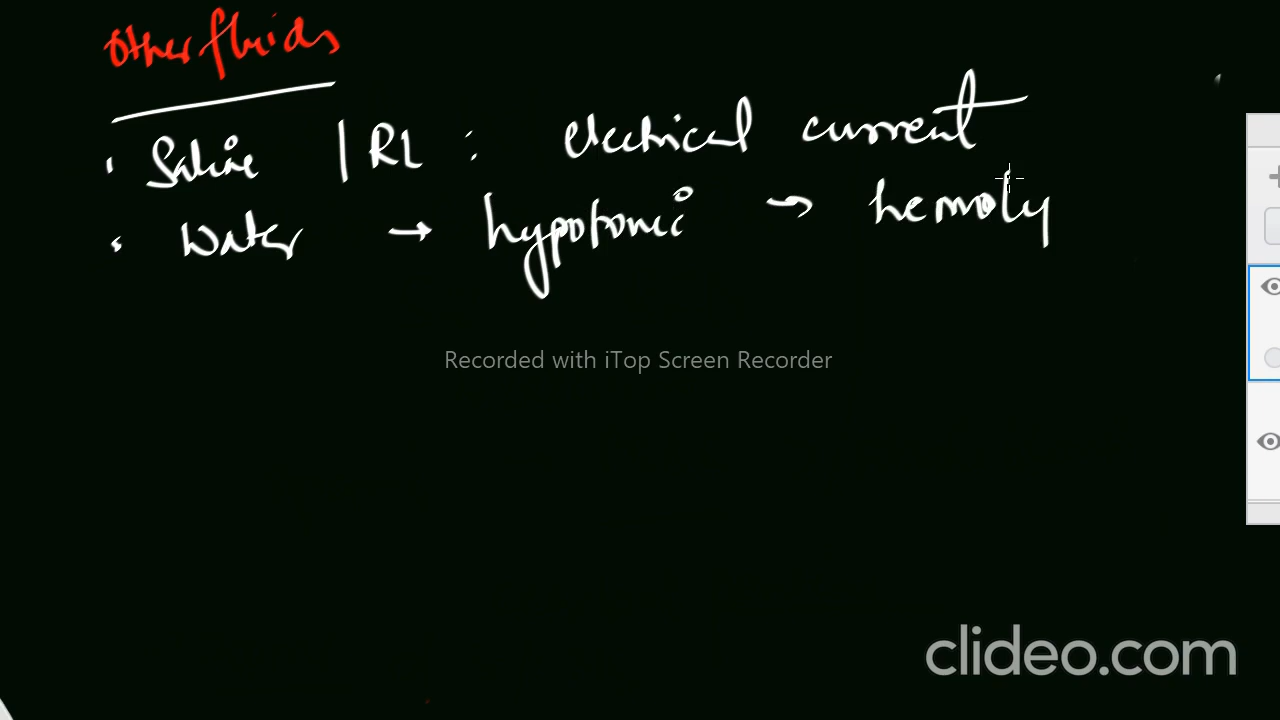 Other fluids
• Saline / RL : electrical current
• Water → hypotonic → hemoly
Recorded with iTop Screen Recorder
clideo.com